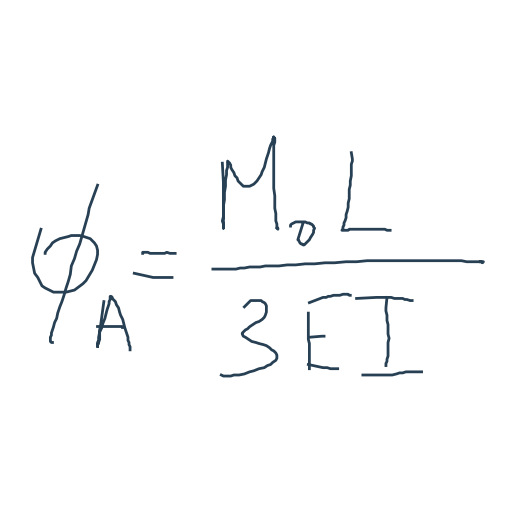 φ_A = M_0 L / 3EI